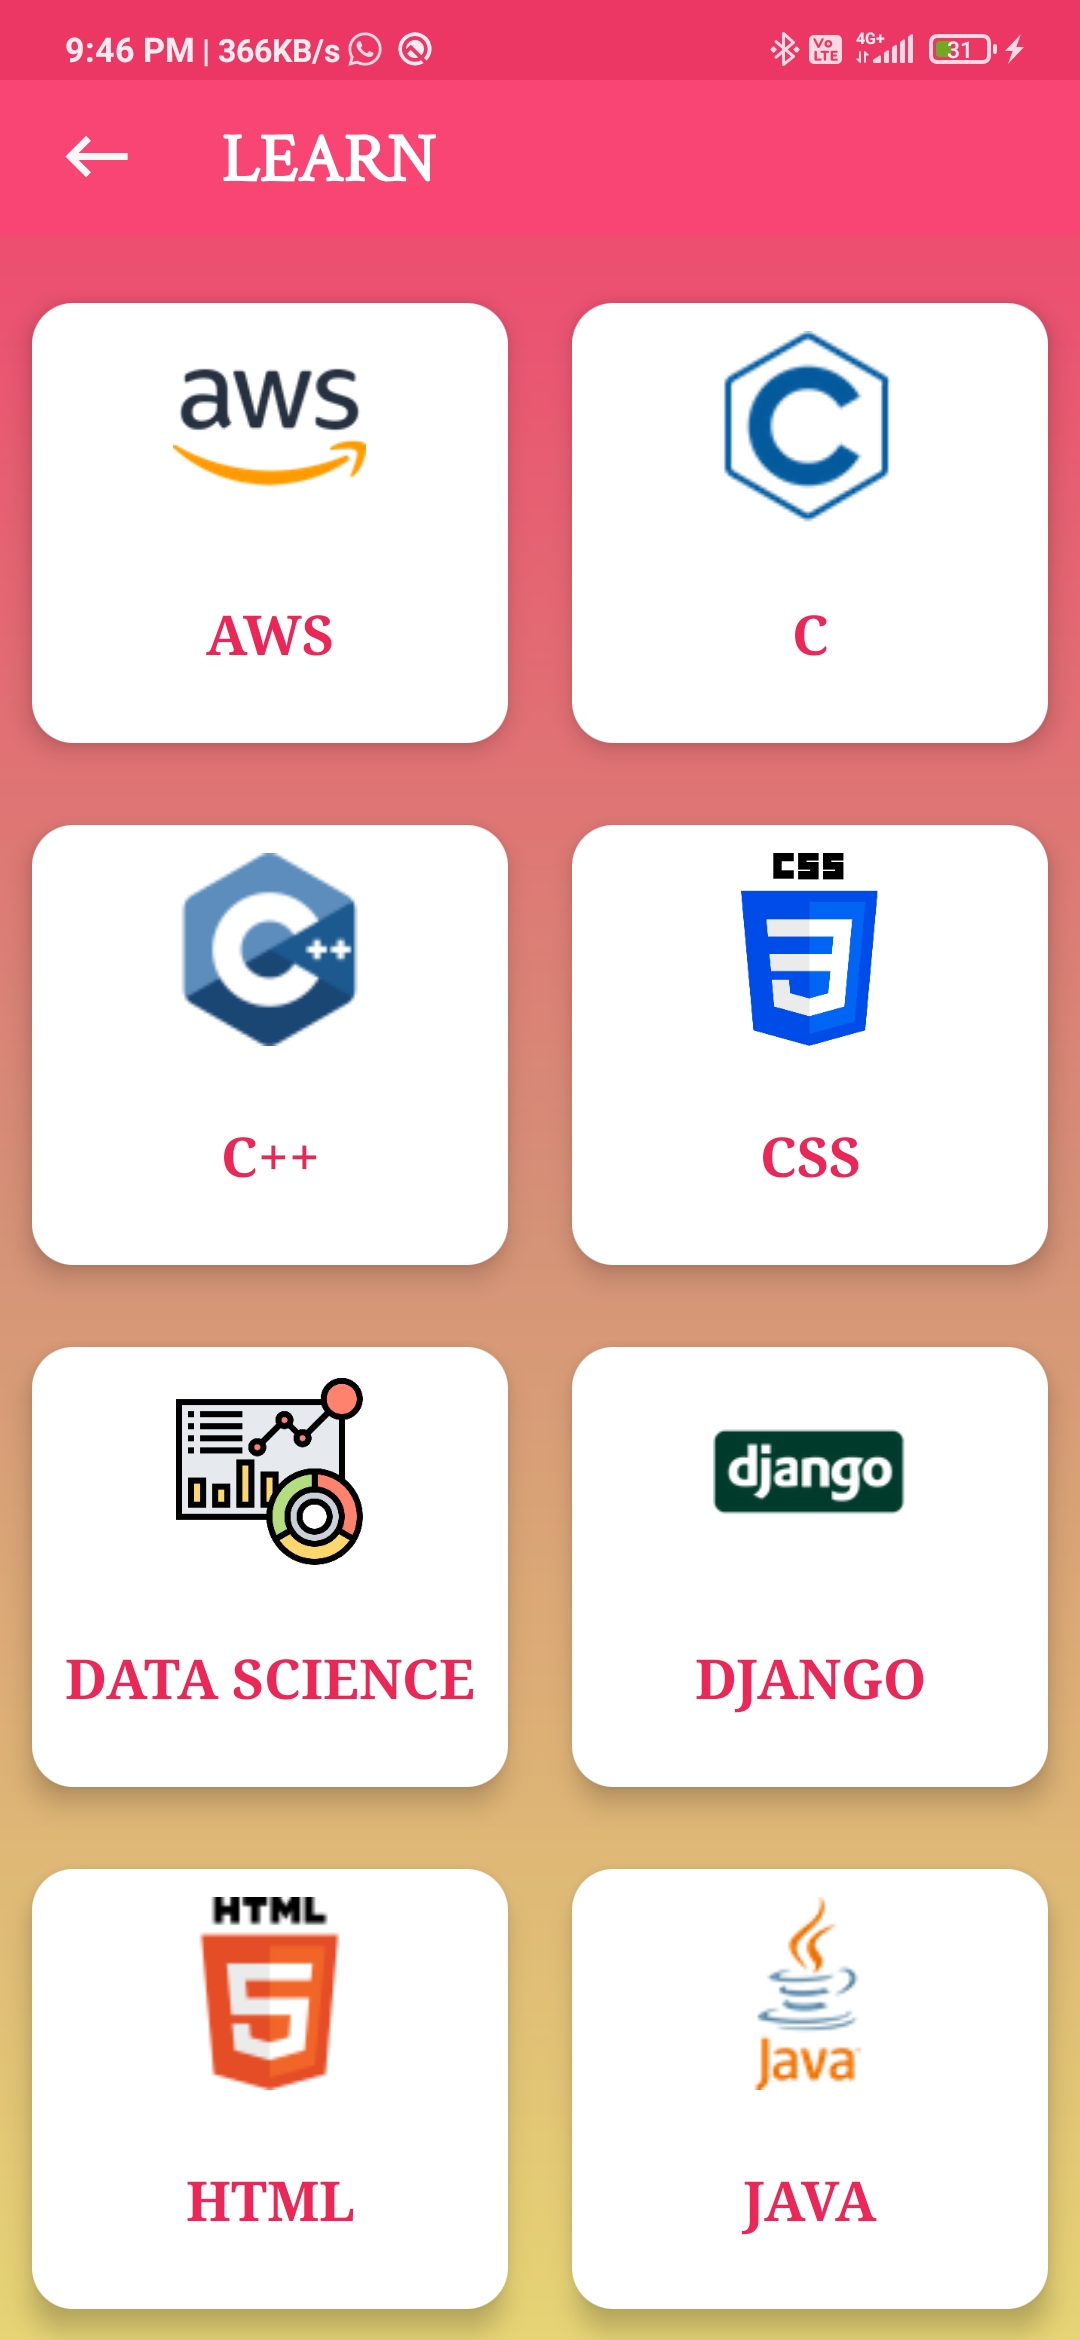 9:46 PM | 366KB/s Vo LTE 4G+ 31
LEARN
aws
C
AWS
C
C++
CSS
3
C++
CSS
django
DATA SCIENCE
DJANGO
HTML
5
Java
HTML
JAVA